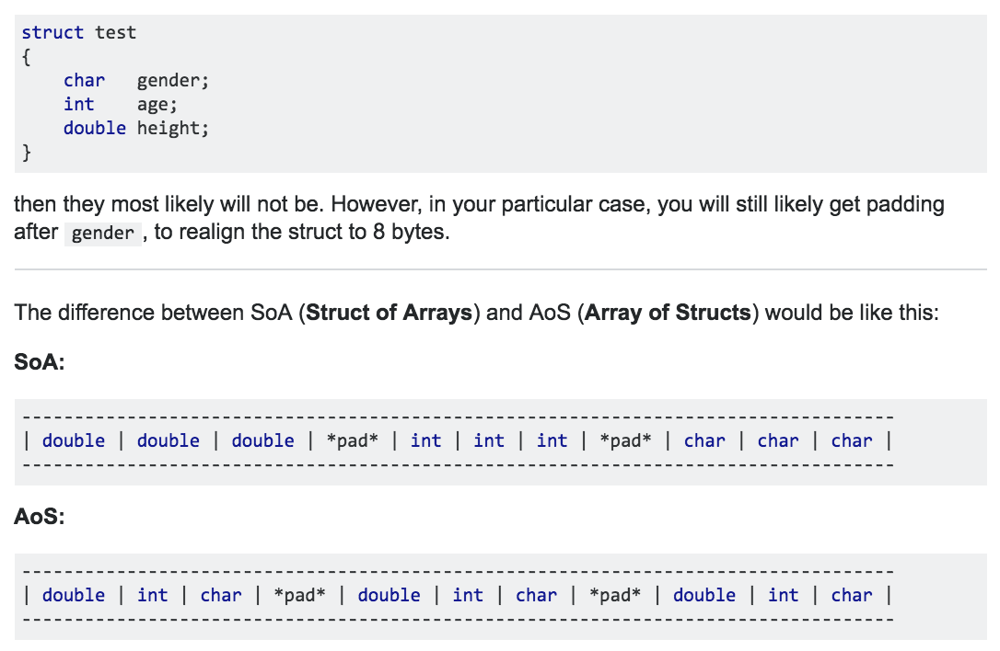 struct test
{
    char   gender;
    int    age;
    double height;
}
then they most likely will not be. However, in your particular case, you will still likely get padding
after gender , to realign the struct to 8 bytes.
The difference between SoA (Struct of Arrays) and AoS (Array of Structs) would be like this:
SoA:
-----------------------------------------------------------------------------------
| double | double | double | *pad* | int | int | int | *pad* | char | char | char |
-----------------------------------------------------------------------------------
AoS:
-----------------------------------------------------------------------------------
| double | int | char | *pad* | double | int | char | *pad* | double | int | char |
-----------------------------------------------------------------------------------